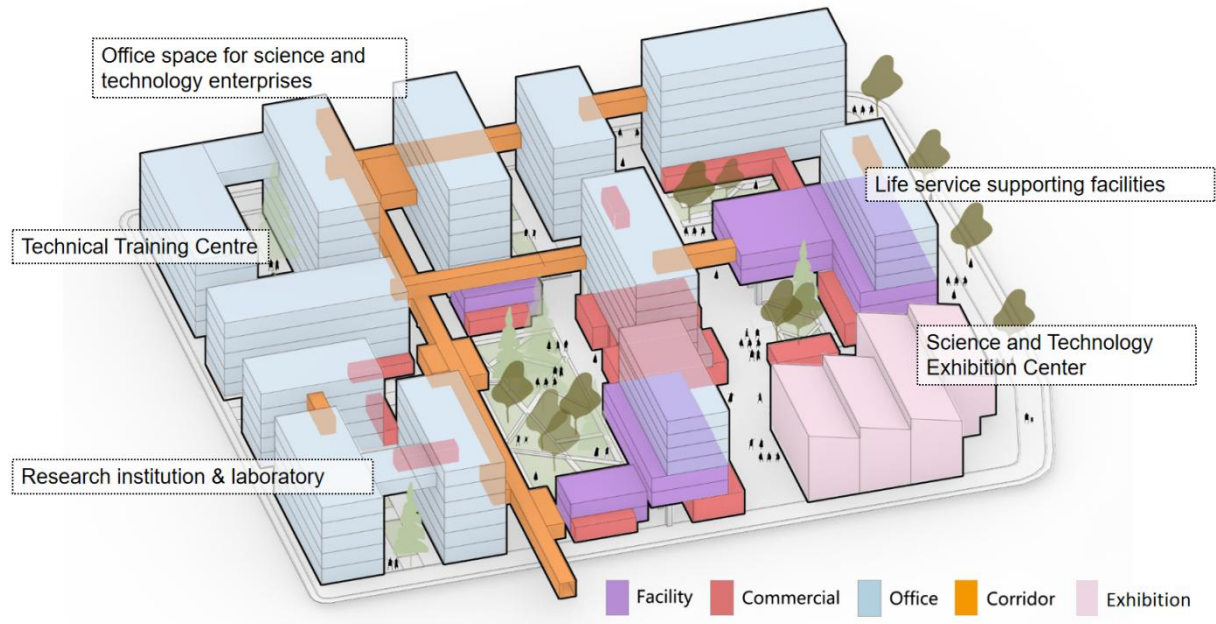 Office space for science and
technology enterprises
Life service supporting facilities
Technical Training Centre
Science and Technology
Exhibition Center
Research institution & laboratory
Facility
Commercial
Office
Corridor
Exhibition